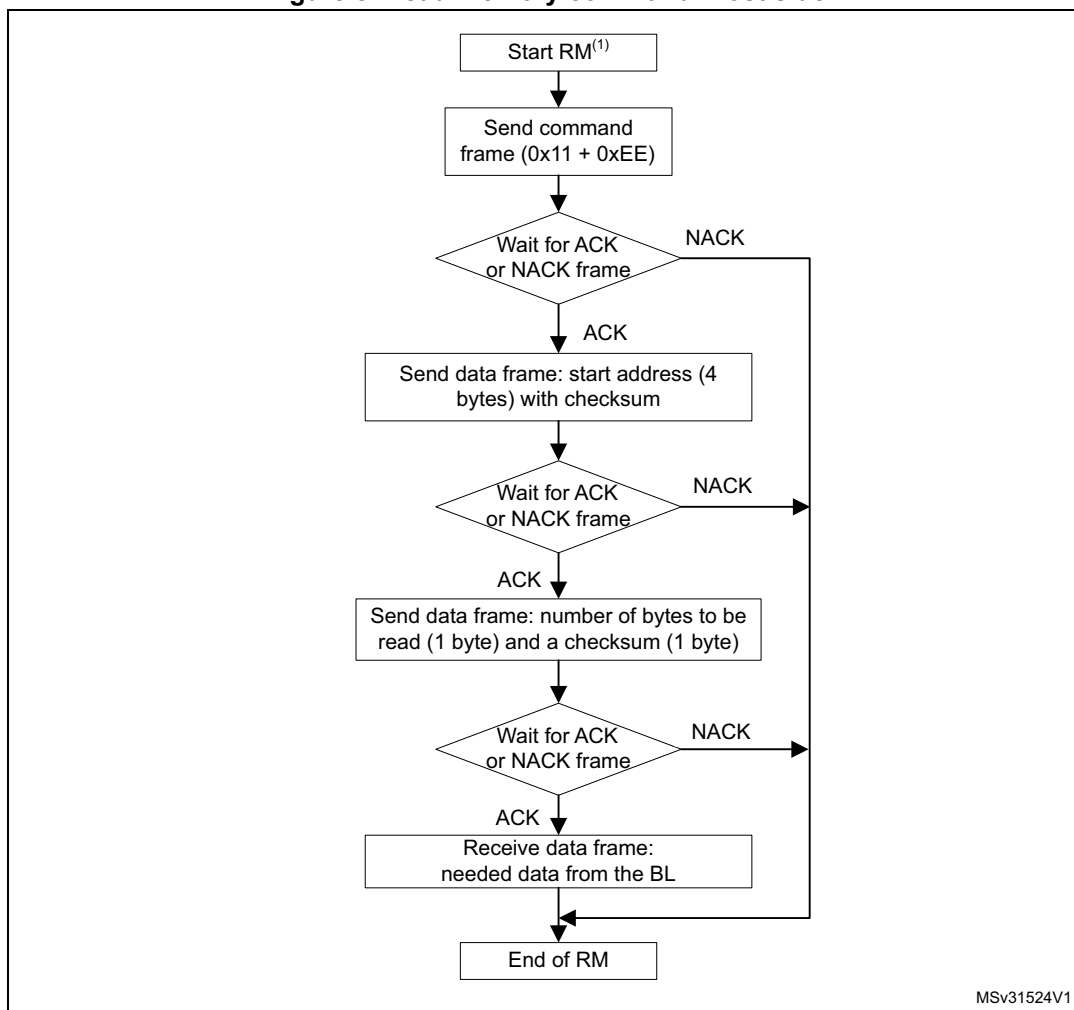 Start RM(1)
Send command
frame (0x11 + 0xEE)
Wait for ACK
or NACK frame
NACK
ACK
Send data frame: start address (4
bytes) with checksum
Wait for ACK
or NACK frame
NACK
ACK
Send data frame: number of bytes to be
read (1 byte) and a checksum (1 byte)
Wait for ACK
or NACK frame
NACK
ACK
Receive data frame:
needed data from the BL
End of RM
MSv31524V1